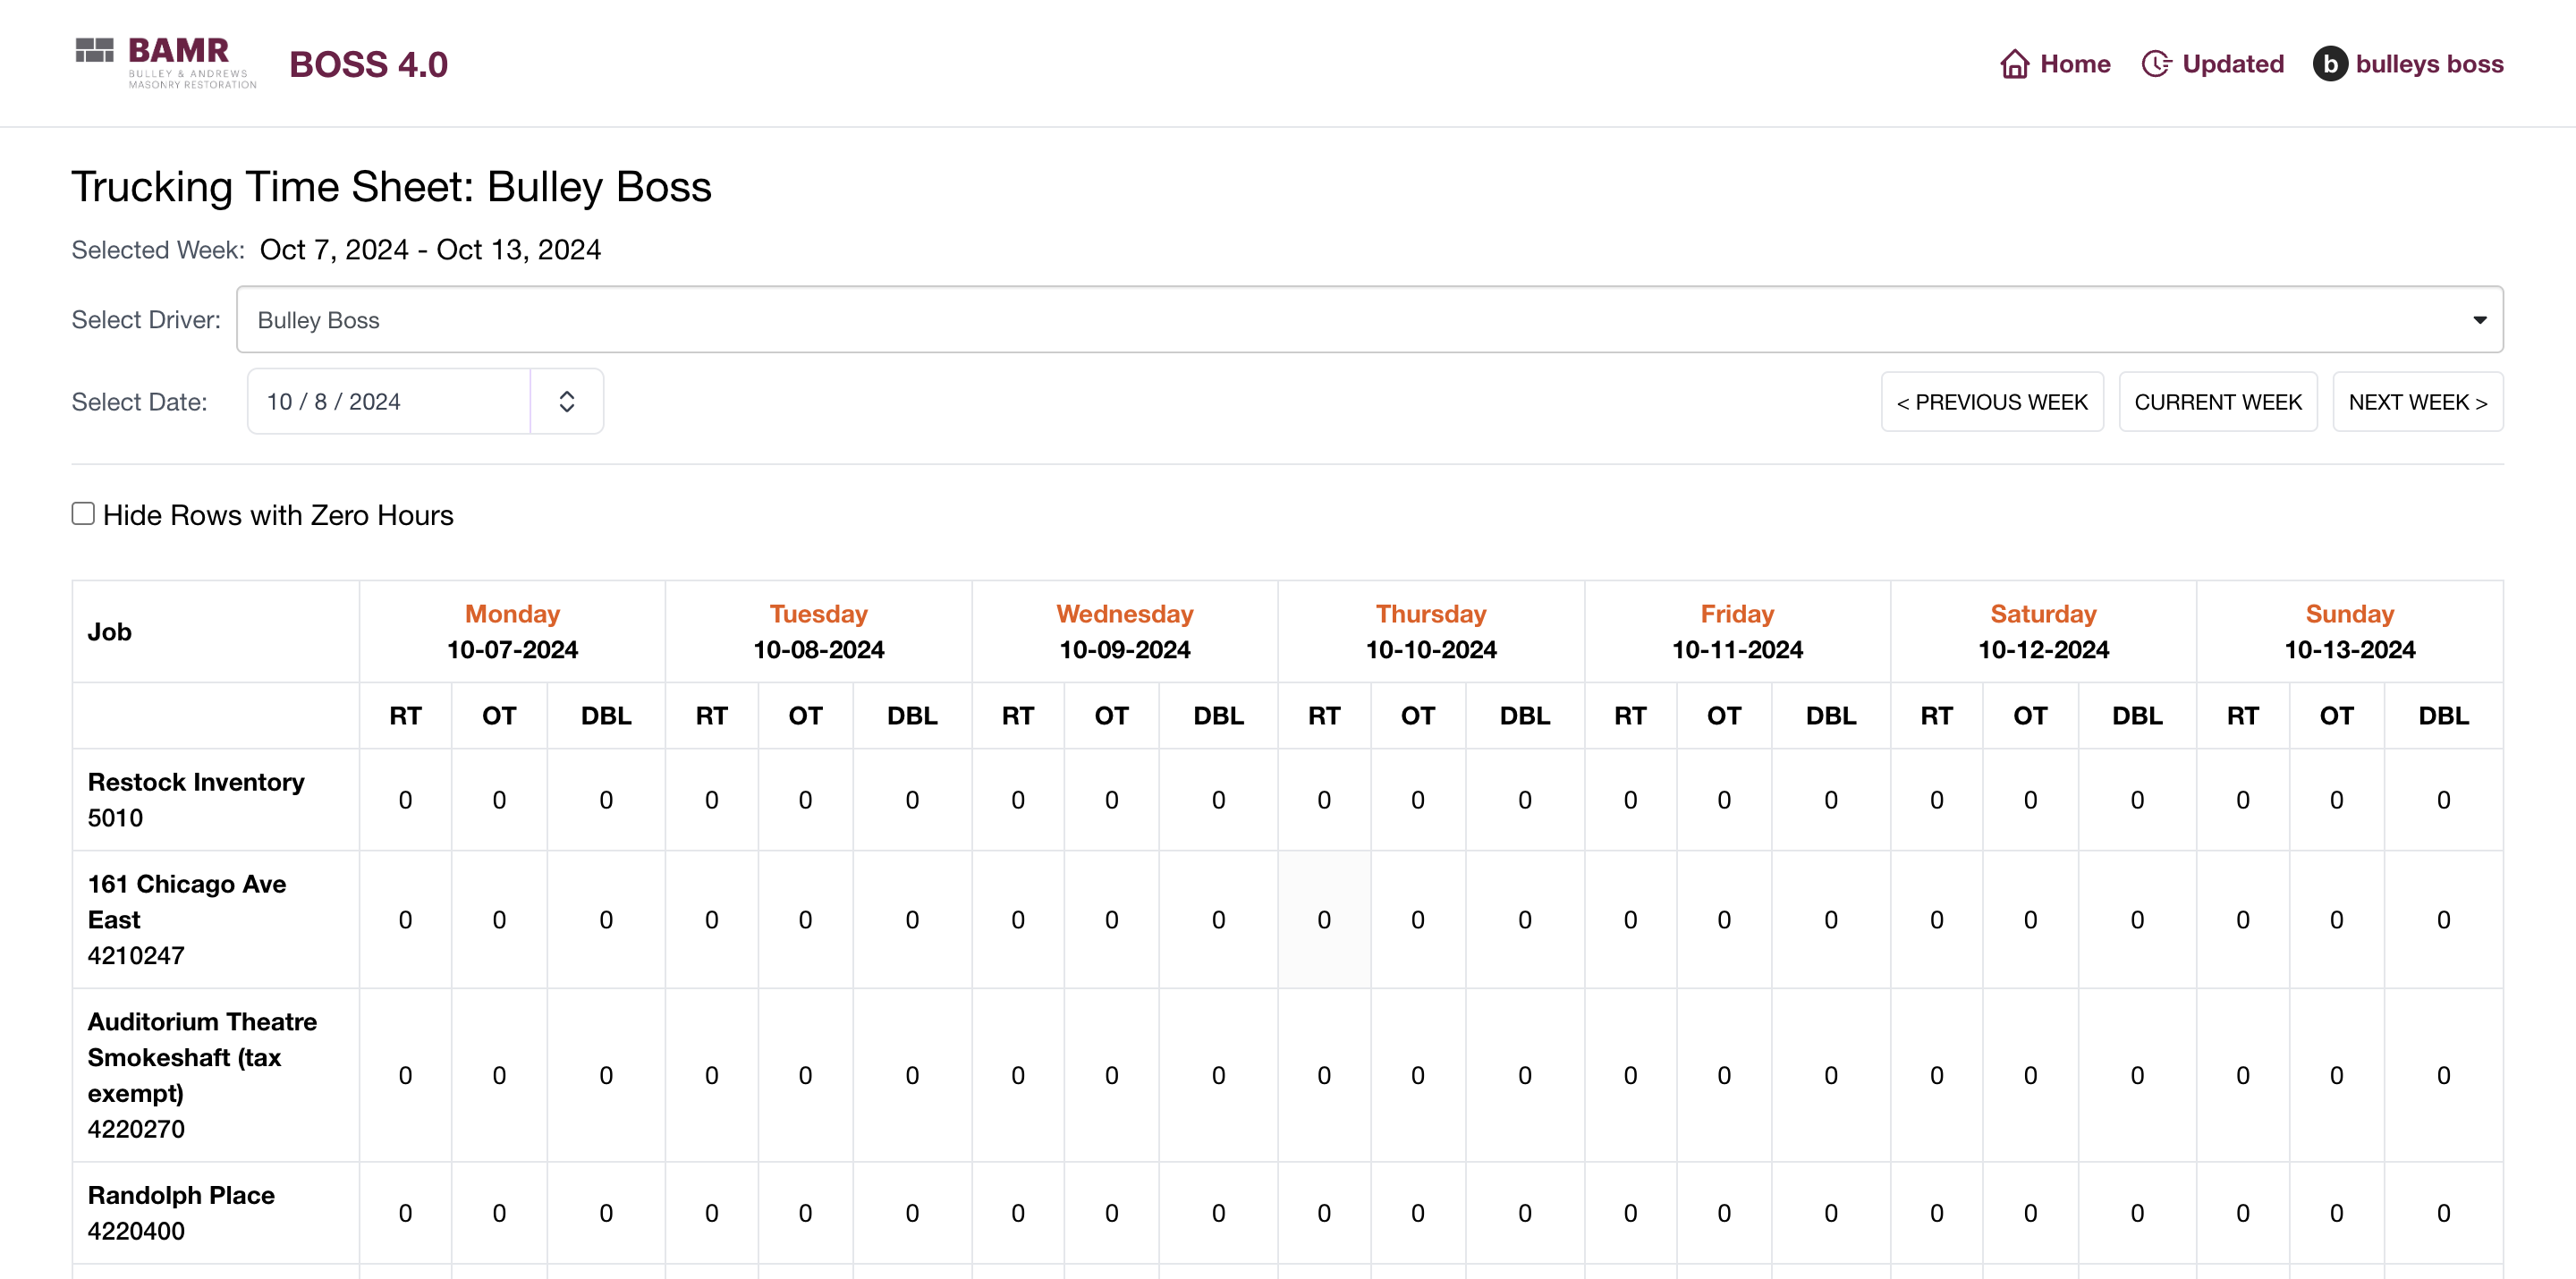 BAMR
BULLEY & ANDREWS
MASONRY RESTORATION
BOSS 4.0
Home
Updated
b
bulleys boss
Trucking Time Sheet: Bulley Boss
Selected Week: Oct 7, 2024 - Oct 13, 2024
Select Driver: Bulley Boss
Select Date: 10 / 8 / 2024
< PREVIOUS WEEK
CURRENT WEEK
NEXT WEEK >
Hide Rows with Zero Hours
Job
Monday Tuesday Wednesday Thursday Friday Saturday Sunday
10-07-2024 10-08-2024 10-09-2024 10-10-2024 10-11-2024 10-12-2024 10-13-2024
RT OT DBL RT OT DBL RT OT DBL RT OT DBL RT OT DBL RT OT DBL RT OT DBL
Restock Inventory
5010
0 0 0 0 0 0 0 0 0 0 0 0 0 0 0 0 0 0 0 0 0
161 Chicago Ave
East
4210247
0 0 0 0 0 0 0 0 0 0 0 0 0 0 0 0 0 0 0 0 0
Auditorium Theatre
Smokeshaft (tax
exempt)
4220270
0 0 0 0 0 0 0 0 0 0 0 0 0 0 0 0 0 0 0 0 0
Randolph Place
4220400
0 0 0 0 0 0 0 0 0 0 0 0 0 0 0 0 0 0 0 0 0